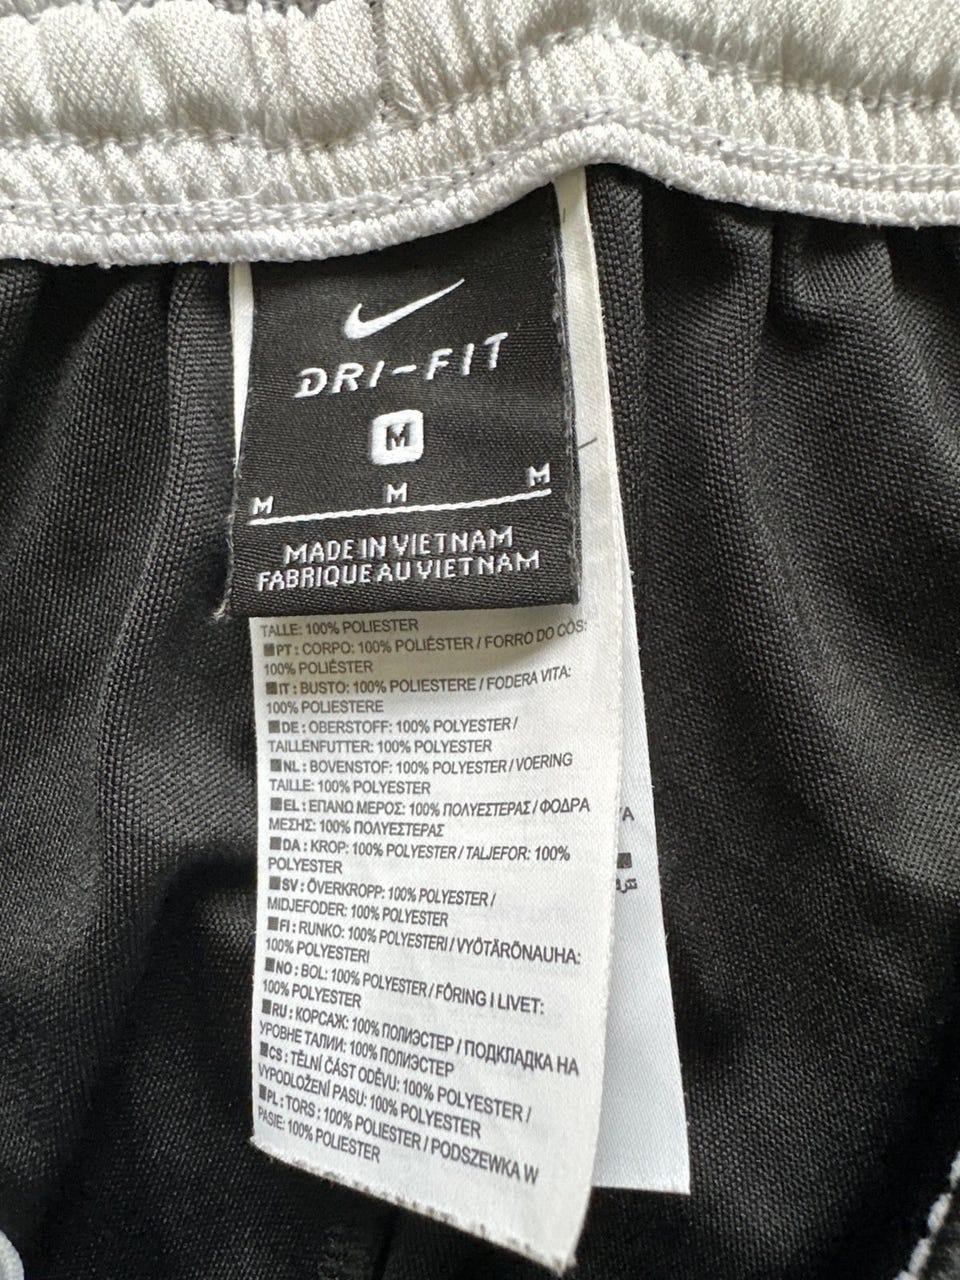 DRI-FIT
M
M M M
MADE IN VIETNAM
FABRIQUE AU VIETNAM
TALLE: 100% POLIESTER
■PT : CORPO: 100% POLIÉSTER / FORRO DO CÓS:
100% POLIÉSTER
■IT : BUSTO: 100% POLIESTERE / FODERA VITA:
100% POLIESTERE
■DE : OBERSTOFF: 100% POLYESTER /
TAILLENFUTTER: 100% POLYESTER
■NL : BOVENSTOF: 100% POLYESTER / VOERING
TAILLE: 100% POLYESTER
■EL : ΕΠΑΝΩ ΜΕΡΟΣ: 100% ΠΟΛΥΕΣΤΕΡΑΣ / ΦΟΔΡΑ
ΜΕΣΗΣ: 100% ΠΟΛΥΕΣΤΕΡΑΣ
■DA : KROP: 100% POLYESTER / TALJEFOR: 100%
POLYESTER
■SV : ÖVERKROPP: 100% POLYESTER /
MIDJEFODER: 100% POLYESTER
■FI : RUNKO: 100% POLYESTERI / VYÖTÄRÖNAUHA:
100% POLYESTERI
■NO : BOL: 100% POLYESTER / FÔRING I LIVET:
100% POLYESTER
■RU : КОРСАЖ: 100% ПОЛИЭСТЕР / ПОДКЛАДКА НА
УРОВНЕ ТАЛИИ: 100% ПОЛИЭСТЕР
■CS : TĚLNÍ ČÁST ODĚVU: 100% POLYESTER /
VYPODLOŽENÍ PASU: 100% POLYESTER
■PL : TORS : 100% POLIESTER / PODSZEWKA W
PASIE: 100% POLIESTER